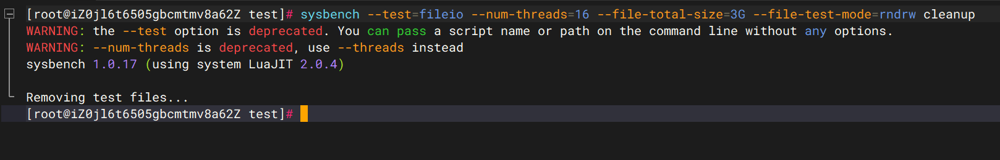 [root@iZ0jl6t6505gbcmtmv8a62Z test]# sysbench --test=fileio --num-threads=16 --file-total-size=3G --file-test-mode=rndrw cleanup
WARNING: the --test option is deprecated. You can pass a script name or path on the command line without any options.
WARNING: --num-threads is deprecated, use --threads instead
sysbench 1.0.17 (using system LuaJIT 2.0.4)
Removing test files...
[root@iZ0jl6t6505gbcmtmv8a62Z test]#